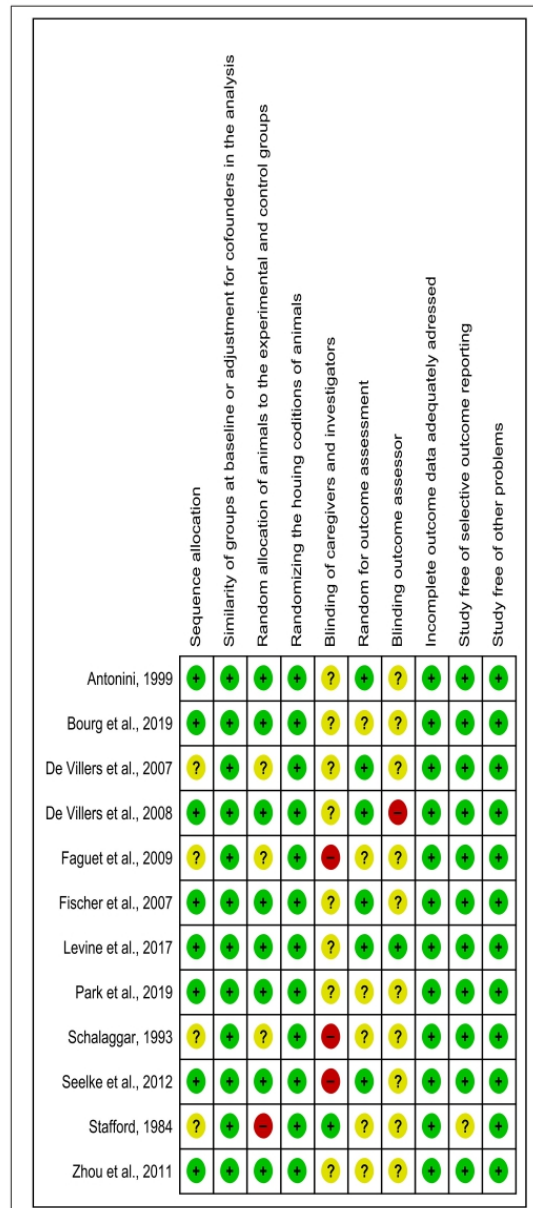 Sequence allocation
Similarity of groups at baseline or adjustment for cofounders in the analysis
Random allocation of animals to the experimental and control groups
Randomizing the houing coditions of animals
Blinding of caregivers and investigators
Random for outcome assessment
Blinding outcome assessor
Incomplete outcome data adequately adressed
Study free of selective outcome reporting
Study free of other problems
Antonini, 1999 + + + + ? + ? + + +
Bourg et al., 2019 + + + + ? ? ? + + +
De Villers et al., 2007 ? + ? + ? + ? + + +
De Villers et al., 2008 + + + + ? + - + + +
Faguet et al., 2009 ? + ? + - ? ? + + +
Fischer et al., 2007 + + + + ? + ? + + +
Levine et al., 2017 + + + + ? + + + + +
Park et al., 2019 + + + + ? ? ? + + +
Schalaggar, 1993 ? + ? + - ? ? + + +
Seelke et al., 2012 + + + + - + ? + + +
Stafford, 1984 ? + - + + ? ? + ? +
Zhou et al., 2011 + + + + ? ? ? + + +